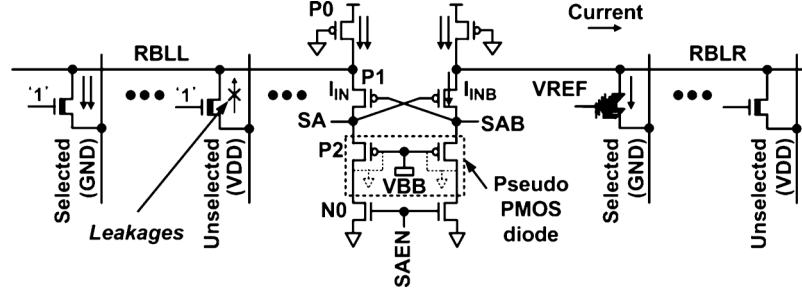 P0
Current
RBLL
RBLR
P1
'1'
'1'
IIN
IINB
VREF
SA
SAB
P2
VBB
Selected
(GND)
Unselected
(VDD)
Leakages
N0
SAEN
Pseudo
PMOS
diode
Selected
(GND)
Unselected
(VDD)